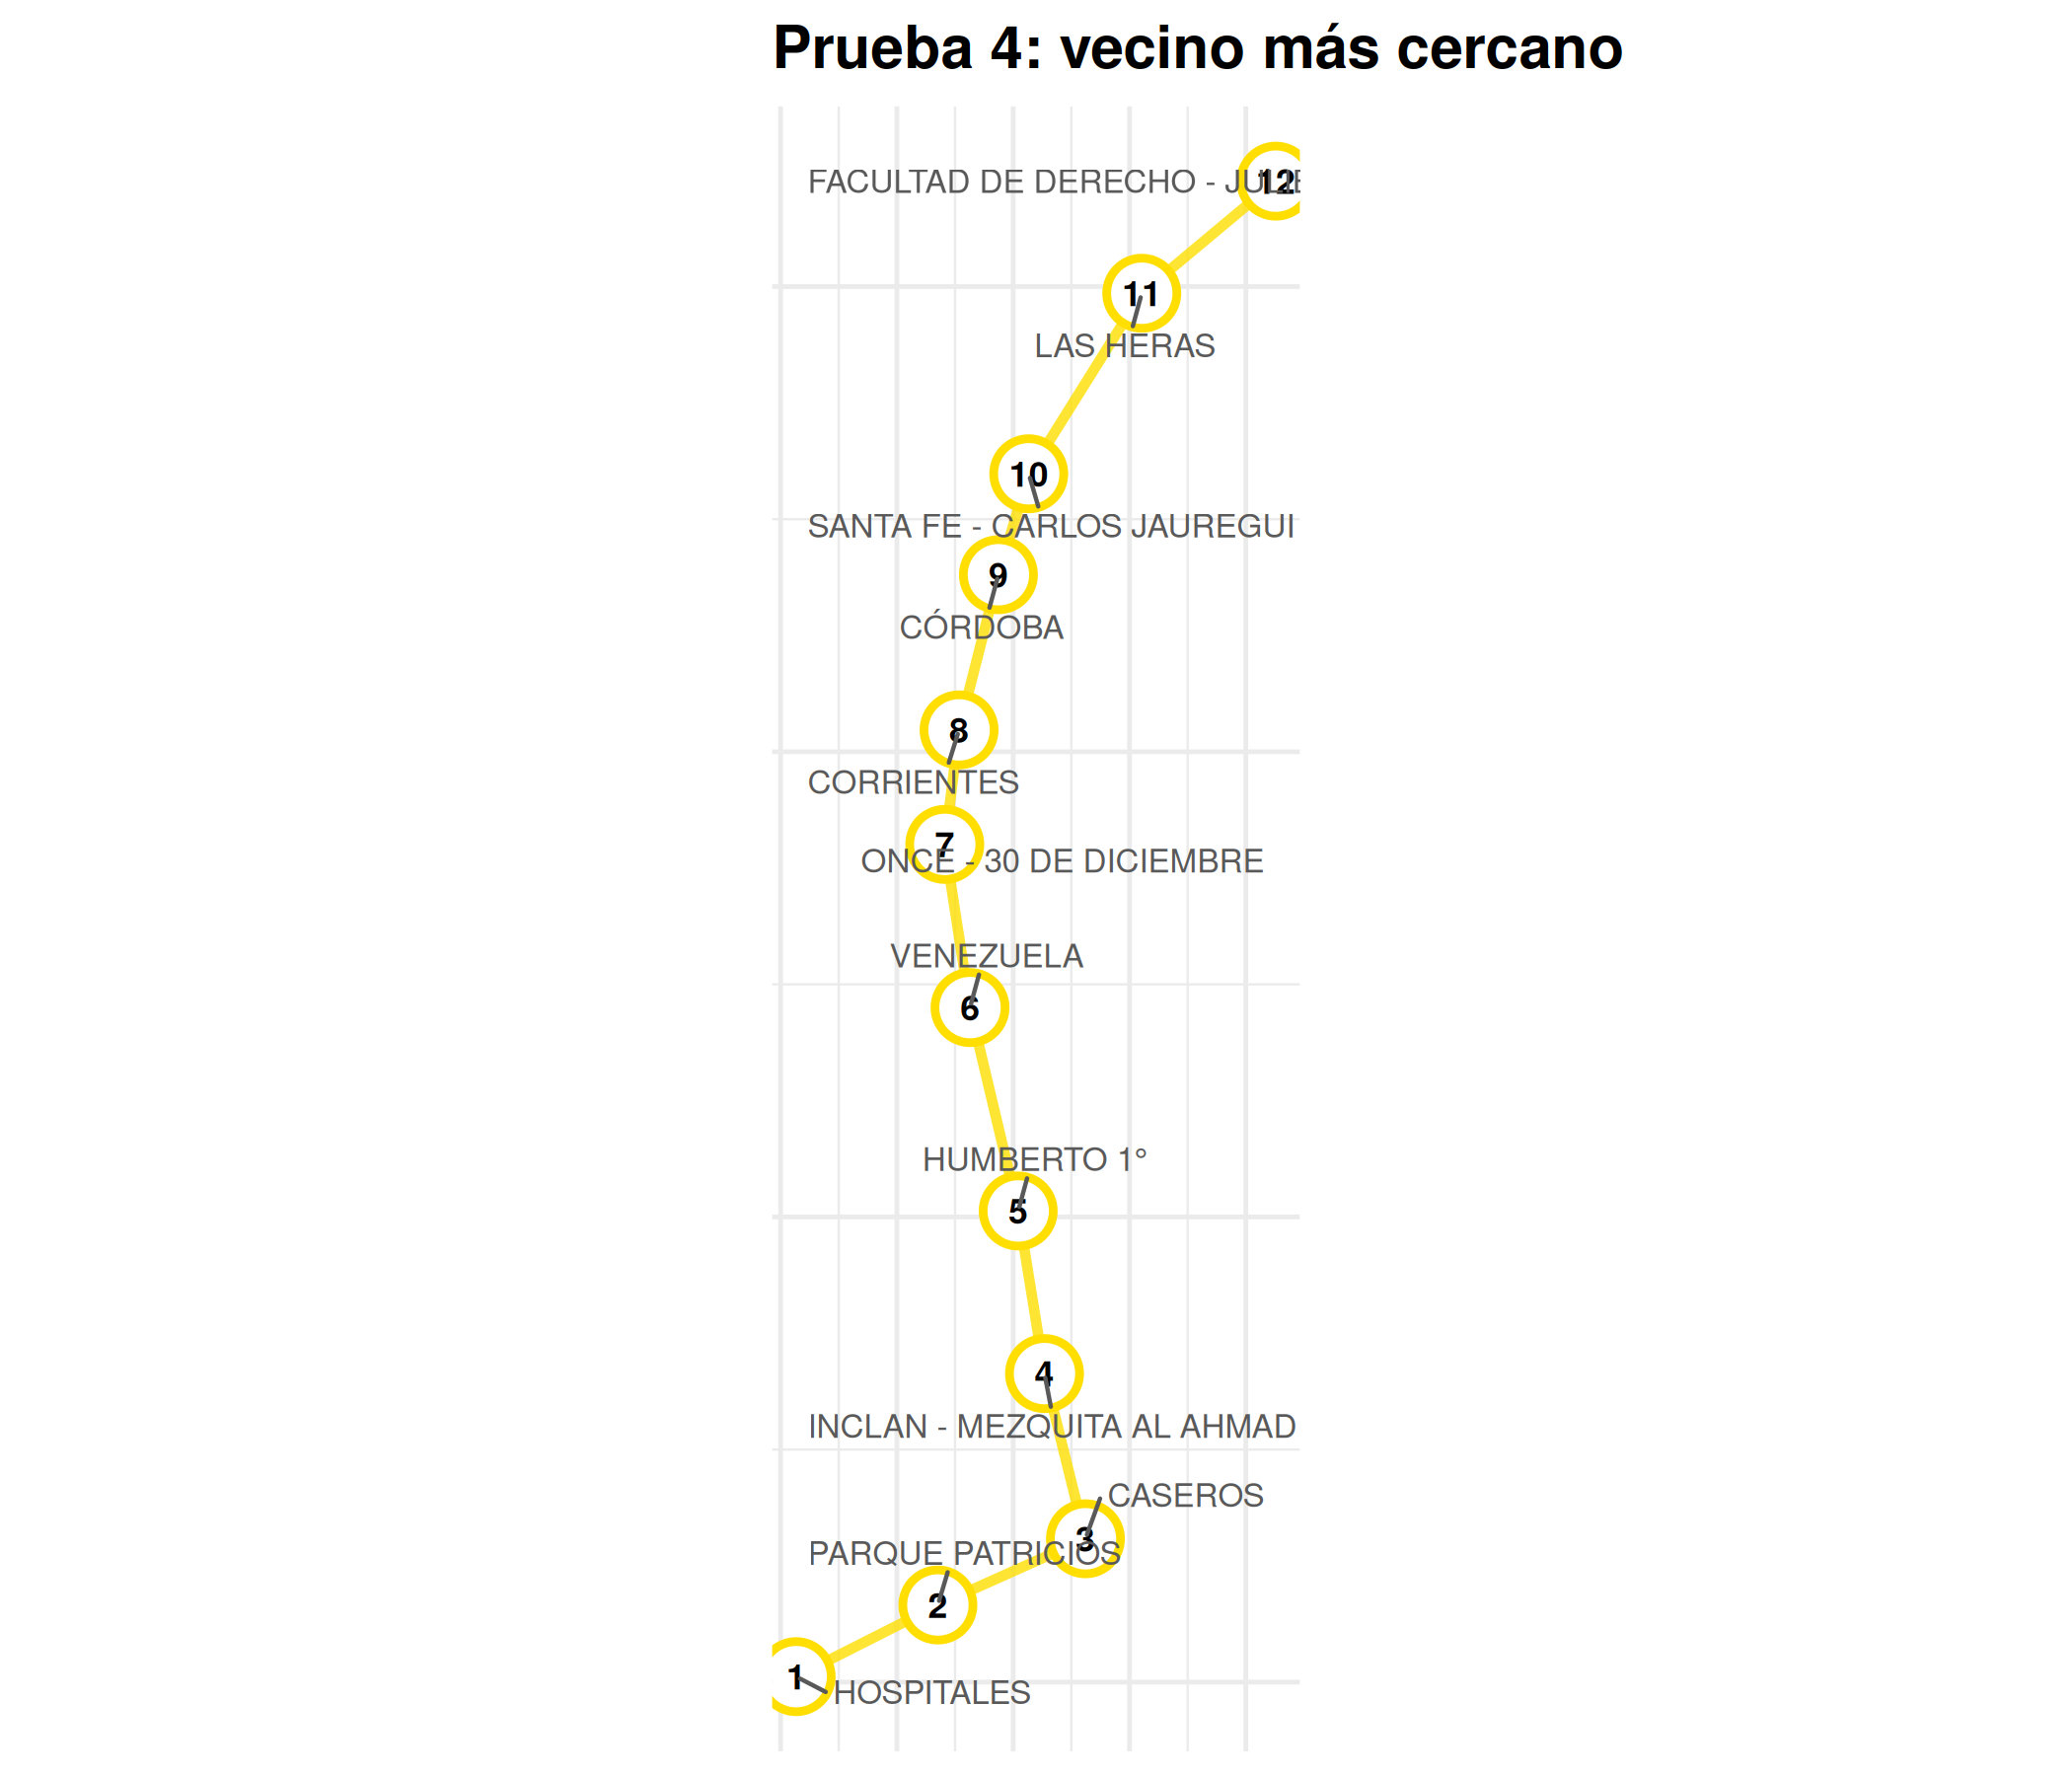 Prueba 4: vecino más cercano
12
FACULTAD DE DERECHO -
11
LAS HERAS
10
SANTA FE - CARLOS JAUREGUI
9
CÓRDOBA
8
CORRIENTES
7
ONCE - 30 DE DICIEMBRE
VENEZUELA
6
HUMBERTO 1°
5
4
INCLAN - MEZQUITA AL AHMAD
CASEROS
3
PARQUE PATRICIOS
2
1
HOSPITALES